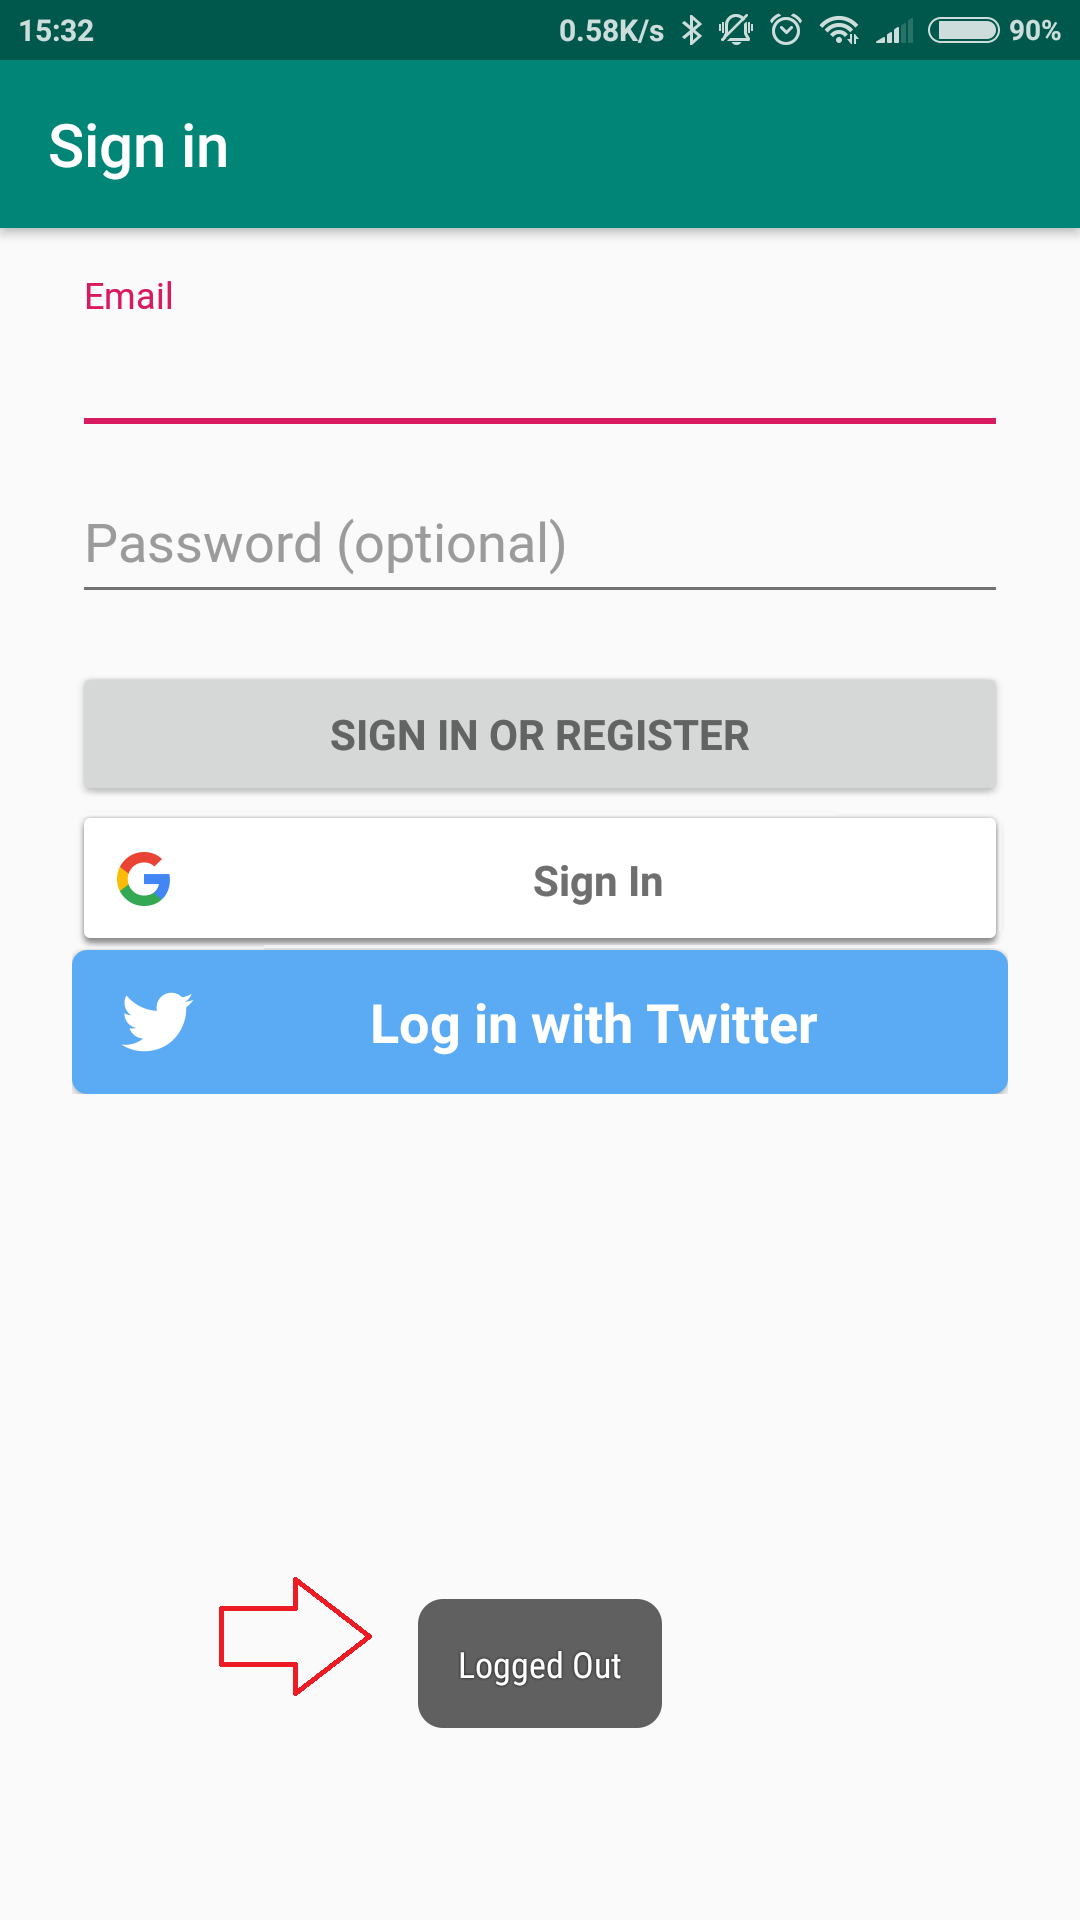 15:32 0.58K/s 90%
Sign in
Email
Password (optional)
SIGN IN OR REGISTER
Sign In
Log in with Twitter
Logged Out